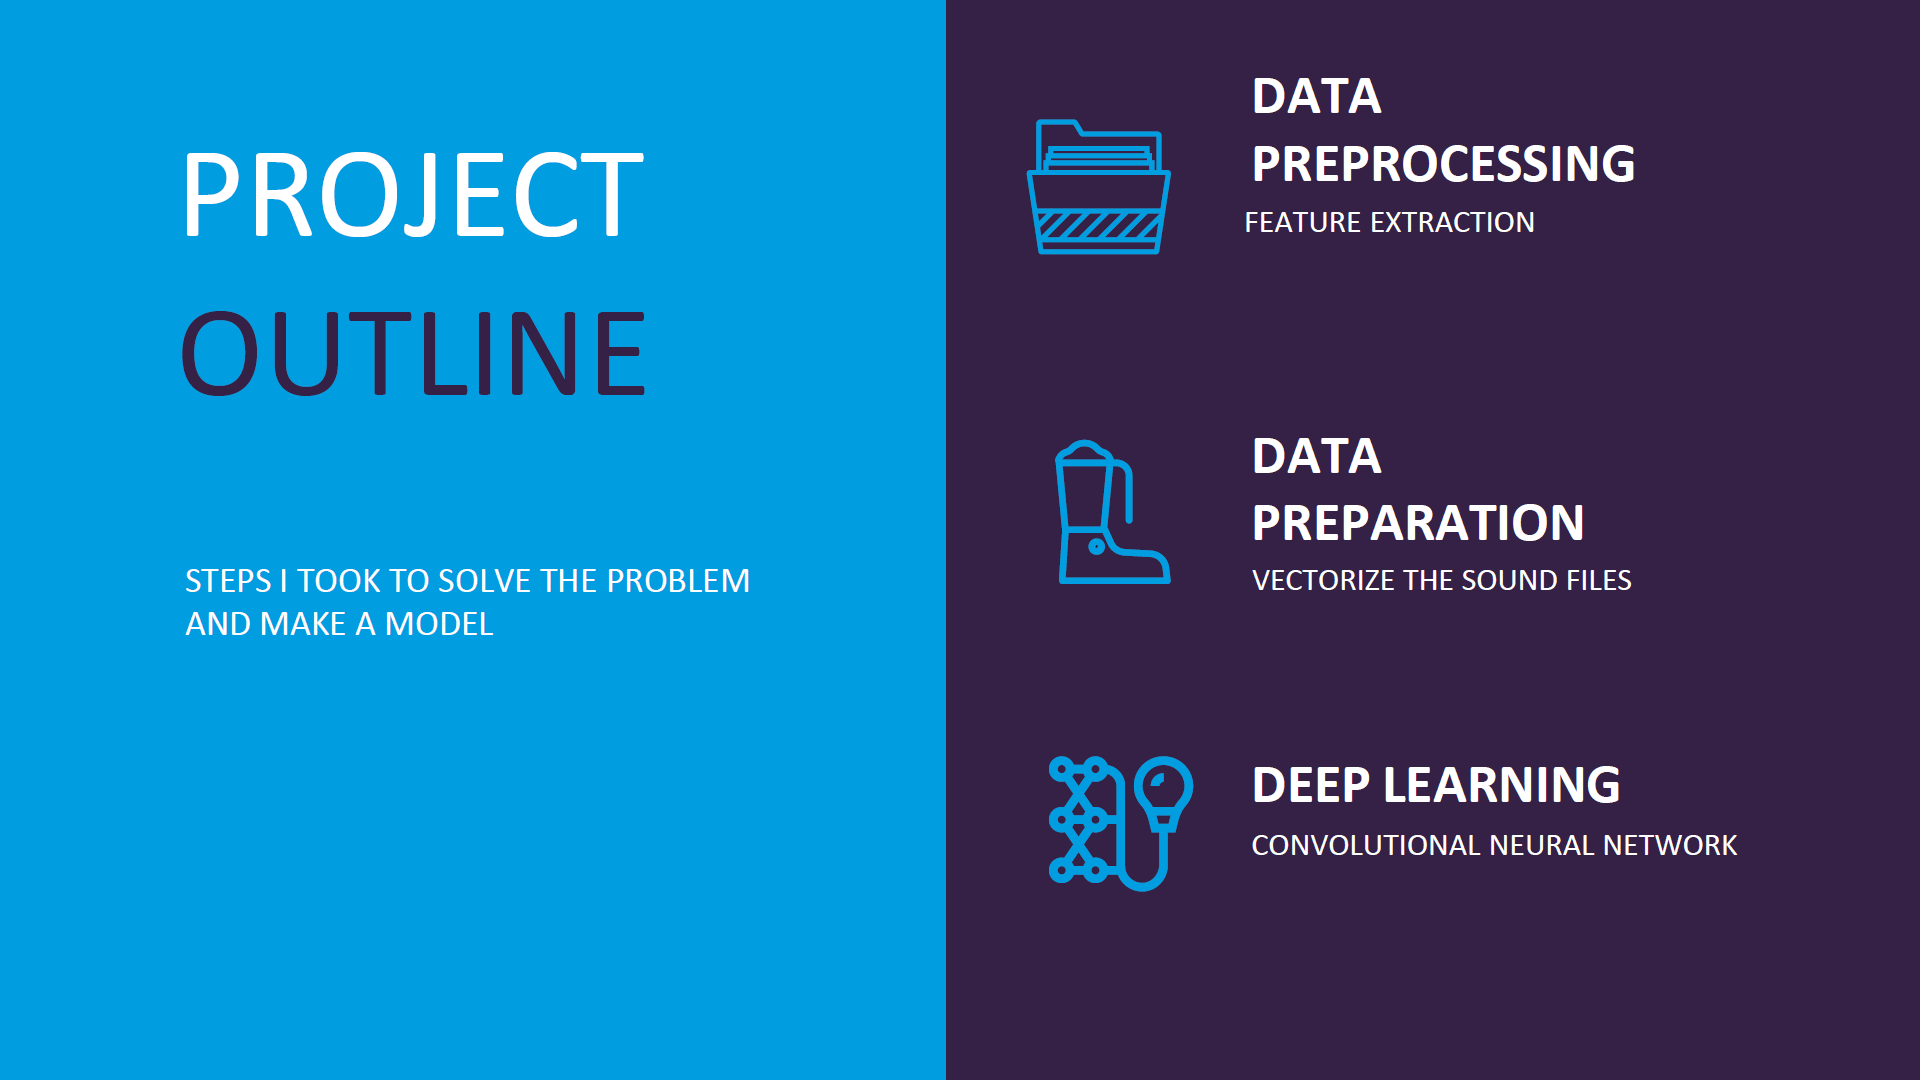 PROJECT
OUTLINE
STEPS I TOOK TO SOLVE THE PROBLEM
AND MAKE A MODEL
DATA
PREPROCESSING
FEATURE EXTRACTION
DATA
PREPARATION
VECTORIZE THE SOUND FILES
DEEP LEARNING
CONVOLUTIONAL NEURAL NETWORK